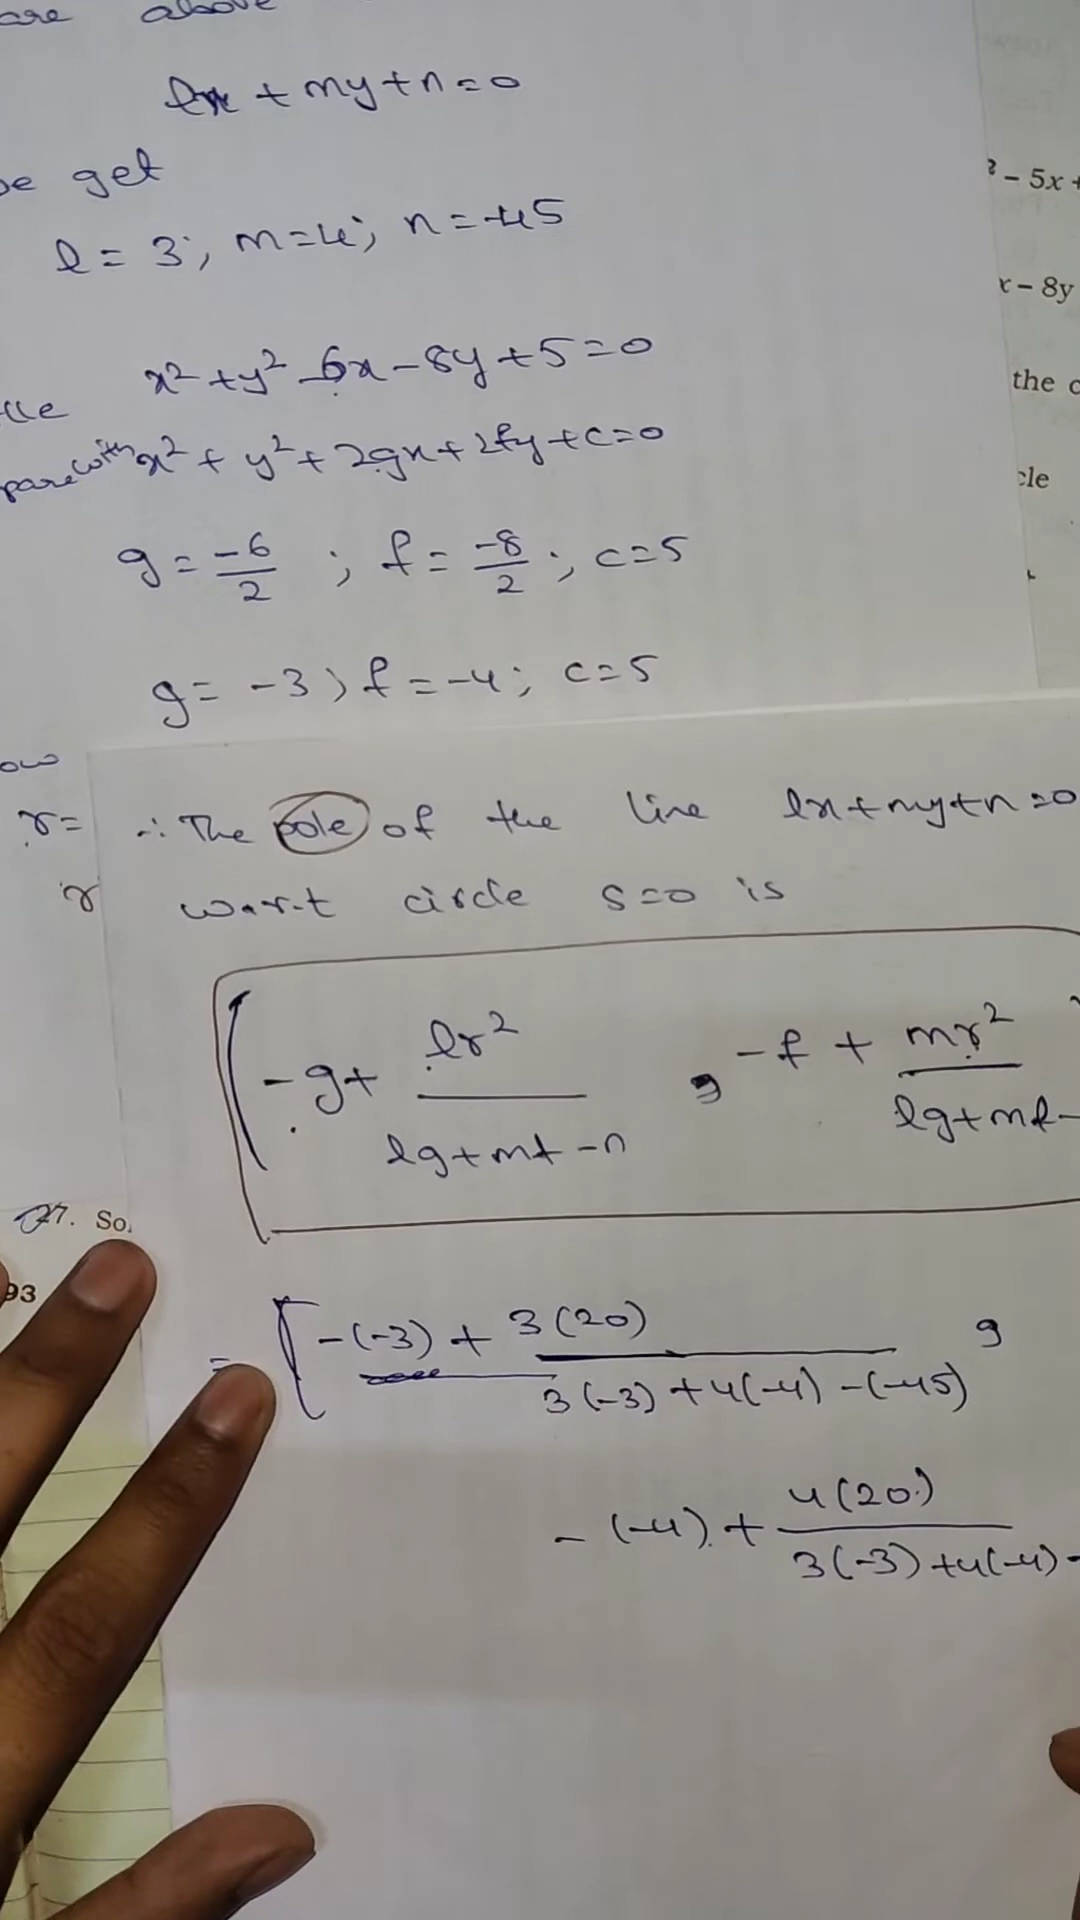 are above
lx + my + n = 0
be get
l = 3; m = 4; n = -45
x² + y² - 6x - 8y + 5 = 0
x² + y² + 2gx + 2fy + c = 0
with
g = -6/2 ; f = -8/2 ; c = 5
g = -3; f = -4; c = 5
r =
r
∴ The pole of the line lx + my + n = 0
w.r.t circle S = 0 is
( -g + lr²/lg + mf - n , -f + mr²/lg + mf -
= [ -(-3) + 3(20)/3(-3) + 4(-4) - (-45) ,
-(-4) + 4(20)/3(-3) + 4(-4) -
² - 5x +
x - 8y
the c
cle
27. So.
93